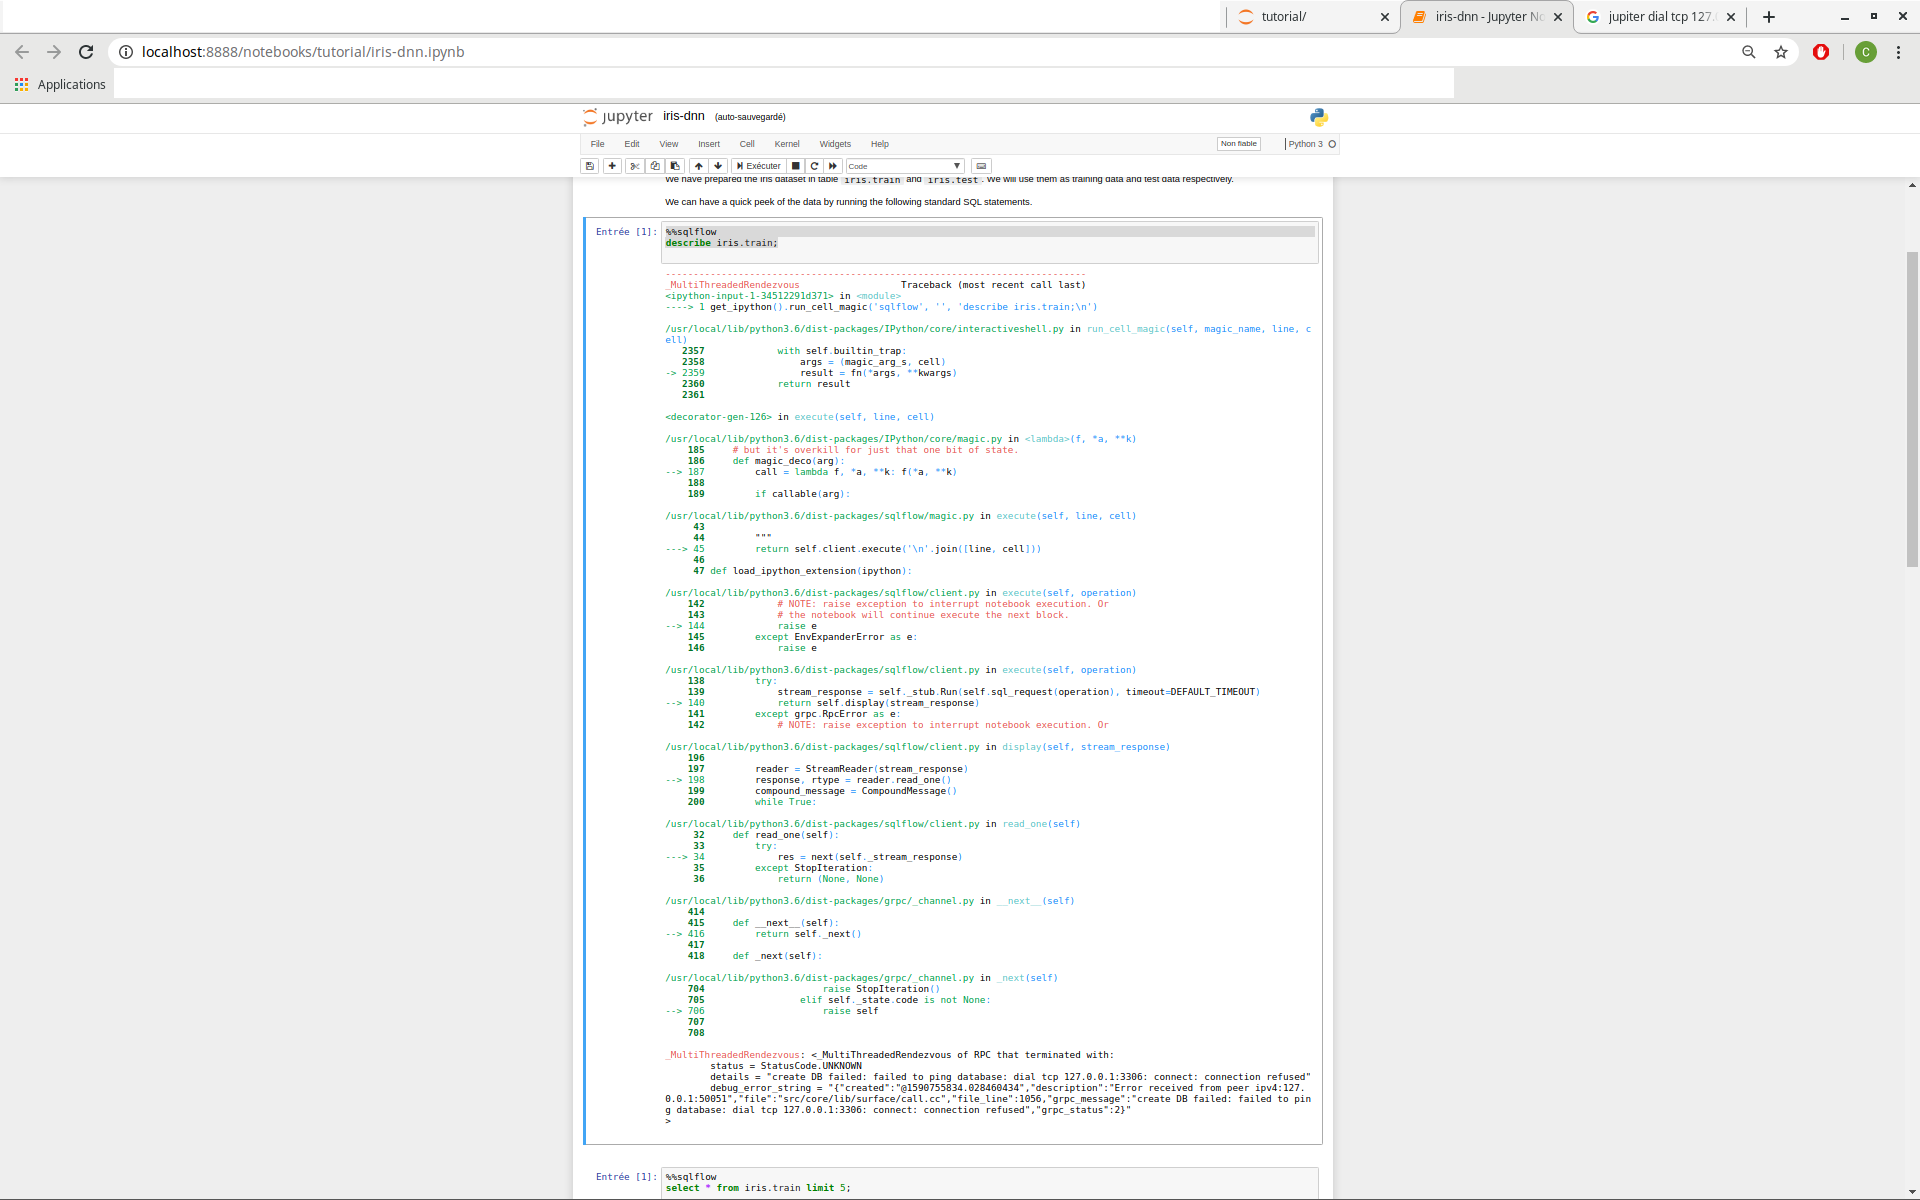 tutorial/
iris-dnn - Jupyter No
jupiter dial tcp 127.
localhost:8888/notebooks/tutorial/iris-dnn.ipynb
C
Applications
Jupyter iris-dnn (auto-sauvegardé)
File Edit View Insert Cell Kernel Widgets Help
Non fiable Python 3
Exécuter Code
We have prepared the Iris dataset in table iris.train and iris.test . We will use them as training data and test data respectively.
We can have a quick peek of the data by running the following standard SQL statements.
Entrée [1]: %%sqlflow
describe iris.train;
---------------------------------------------------------------------------
_MultiThreadedRendezvous                  Traceback (most recent call last)
<ipython-input-1-34512291d371> in <module>
----> 1 get_ipython().run_cell_magic('sqlflow', '', 'describe iris.train;\n')
/usr/local/lib/python3.6/dist-packages/IPython/core/interactiveshell.py in run_cell_magic(self, magic_name, line, c
ell)
2357             with self.builtin_trap:
2358                 args = (magic_arg_s, cell)
-> 2359                 result = fn(*args, **kwargs)
2360             return result
2361
<decorator-gen-126> in execute(self, line, cell)
/usr/local/lib/python3.6/dist-packages/IPython/core/magic.py in <lambda>(f, *a, **k)
185     # but it's overkill for just that one bit of state.
186     def magic_deco(arg):
--> 187         call = lambda f, *a, **k: f(*a, **k)
188
189         if callable(arg):
/usr/local/lib/python3.6/dist-packages/sqlflow/magic.py in execute(self, line, cell)
43
44         """
---> 45         return self.client.execute('\n'.join([line, cell]))
46
47 def load_ipython_extension(ipython):
/usr/local/lib/python3.6/dist-packages/sqlflow/client.py in execute(self, operation)
142             # NOTE: raise exception to interrupt notebook execution. Or
143             # the notebook will continue execute the next block.
--> 144             raise e
145         except EnvExpanderError as e:
146             raise e
/usr/local/lib/python3.6/dist-packages/sqlflow/client.py in execute(self, operation)
138         try:
139             stream_response = self._stub.Run(self.sql_request(operation), timeout=DEFAULT_TIMEOUT)
--> 140             return self.display(stream_response)
141         except grpc.RpcError as e:
142             # NOTE: raise exception to interrupt notebook execution. Or
/usr/local/lib/python3.6/dist-packages/sqlflow/client.py in display(self, stream_response)
196
197         reader = StreamReader(stream_response)
--> 198         response, rtype = reader.read_one()
199         compound_message = CompoundMessage()
200         while True:
/usr/local/lib/python3.6/dist-packages/sqlflow/client.py in read_one(self)
32     def read_one(self):
33         try:
---> 34             res = next(self._stream_response)
35         except StopIteration:
36             return (None, None)
/usr/local/lib/python3.6/dist-packages/grpc/_channel.py in __next__(self)
414
415     def __next__(self):
--> 416         return self._next()
417
418     def _next(self):
/usr/local/lib/python3.6/dist-packages/grpc/_channel.py in _next(self)
704                     raise StopIteration()
705                 elif self._state.code is not None:
--> 706                     raise self
707
708
_MultiThreadedRendezvous: <_MultiThreadedRendezvous of RPC that terminated with:
status = StatusCode.UNKNOWN
details = "create DB failed: failed to ping database: dial tcp 127.0.0.1:3306: connect: connection refused"
debug_error_string = "{"created":"@1590755834.028460434","description":"Error received from peer ipv4:127.
0.0.1:50051","file":"src/core/lib/surface/call.cc","file_line":1056,"grpc_message":"create DB failed: failed to pin
g database: dial tcp 127.0.0.1:3306: connect: connection refused","grpc_status":2}"
>
Entrée [1]: %%sqlflow
select * from iris.train limit 5;